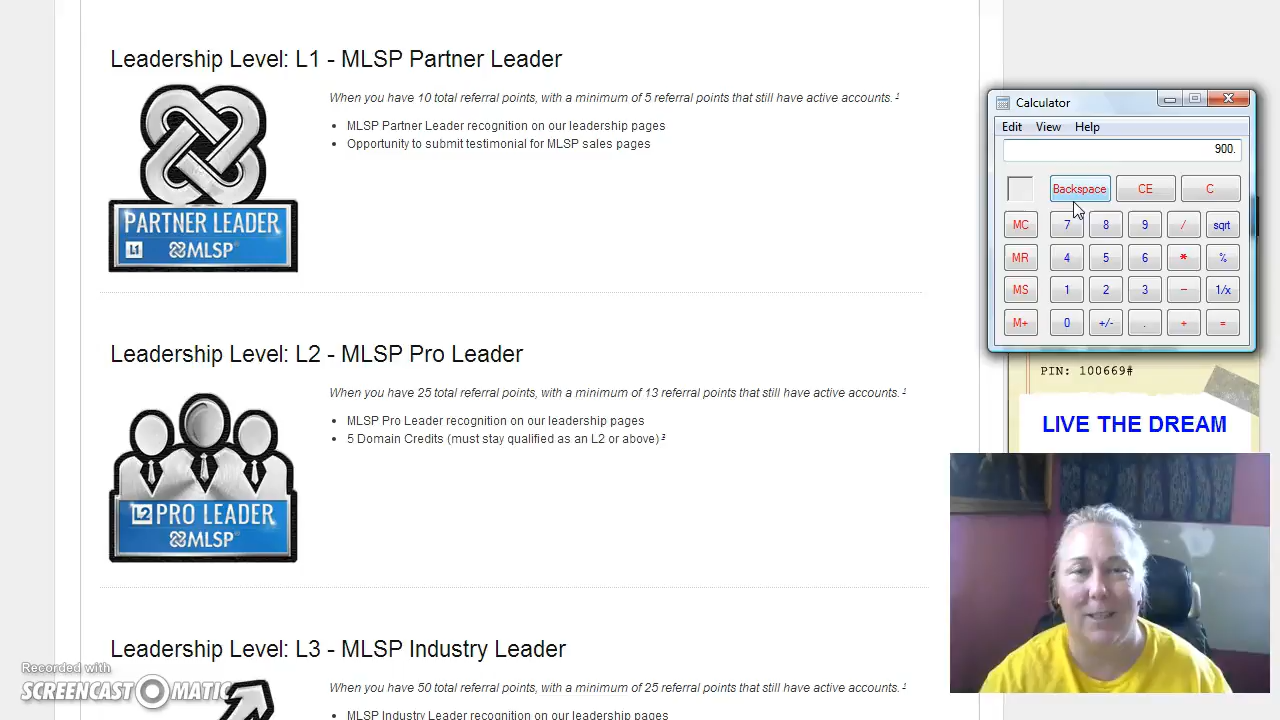 Leadership Level: L1 - MLSP Partner Leader
When you have 10 total referral points, with a minimum of 5 referral points that still have active accounts. 1
• MLSP Partner Leader recognition on our leadership pages
• Opportunity to submit testimonial for MLSP sales pages
PARTNER LEADER
L1 MLSP
Leadership Level: L2 - MLSP Pro Leader
When you have 25 total referral points, with a minimum of 13 referral points that still have active accounts. 1
• MLSP Pro Leader recognition on our leadership pages
• 5 Domain Credits (must stay qualified as an L2 or above) 2
L2 PRO LEADER
MLSP
Leadership Level: L3 - MLSP Industry Leader
When you have 50 total referral points, with a minimum of 25 referral points that still have active accounts. 1
• MLSP Industry Leader recognition on our leadership pages
Recorded with
SCREENCAST MATIC
Calculator
Edit View Help
900.
Backspace CE C
MC 7 8 9 / sqrt
MR 4 5 6 * %
MS 1 2 3 - 1/x
M+ 0 +/- . + =
PIN: 100669#
LIVE THE DREAM